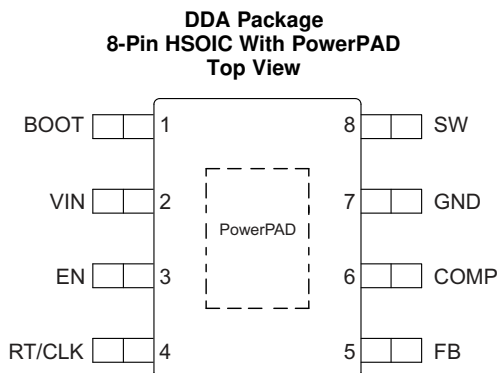 DDA Package
8-Pin HSOIC With PowerPAD
Top View
BOOT 1 8 SW
VIN 2 7 GND
PowerPAD
EN 3 6 COMP
RT/CLK 4 5 FB